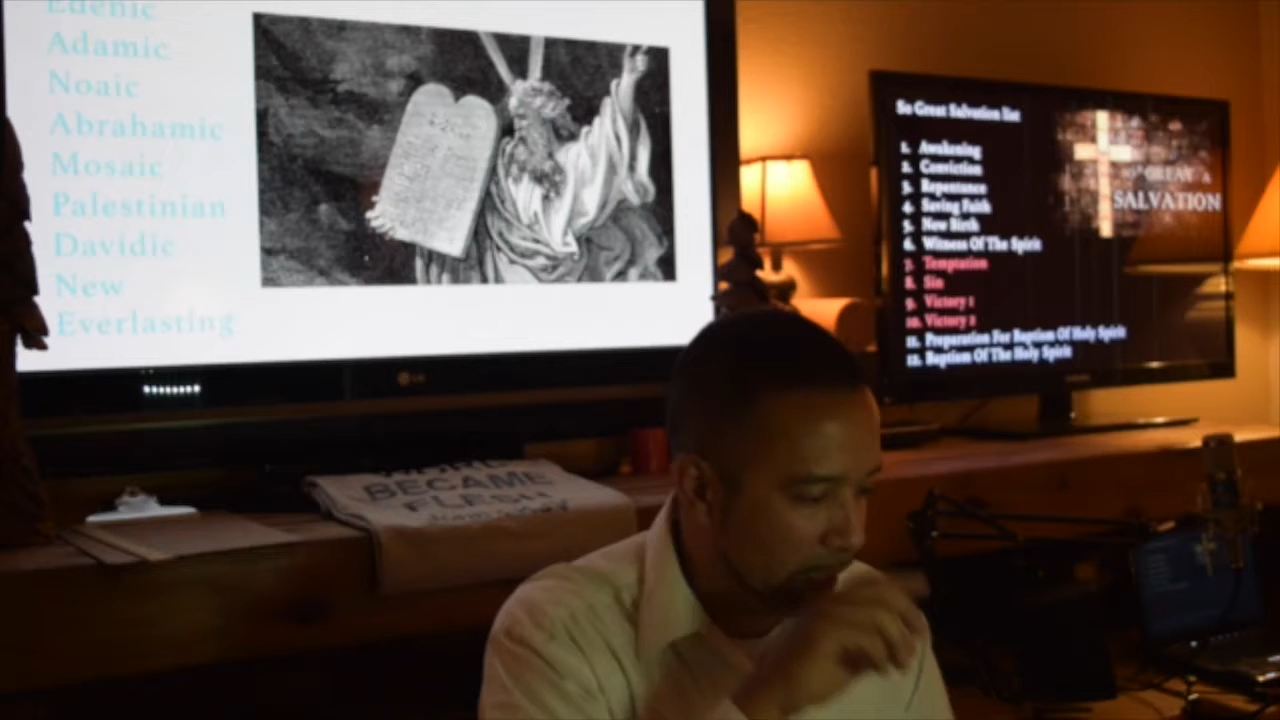 Edenic
Adamic
Noaic
Abrahamic
Mosaic
Palestinian
Davidic
New
Everlasting
LG
BECAME
FLESH
So Great Salvation list
1. Awakening
2. Conviction
3. Repentance
4. Saving Faith
5. New Birth
6. Witness Of The Spirit
7. Temptation
8. Sin
9. Victory 1
10. Victory 2
11. Preparation For Baptism Of Holy Spirit
12. Baptism Of The Holy Spirit
GREAT A
SALVATION